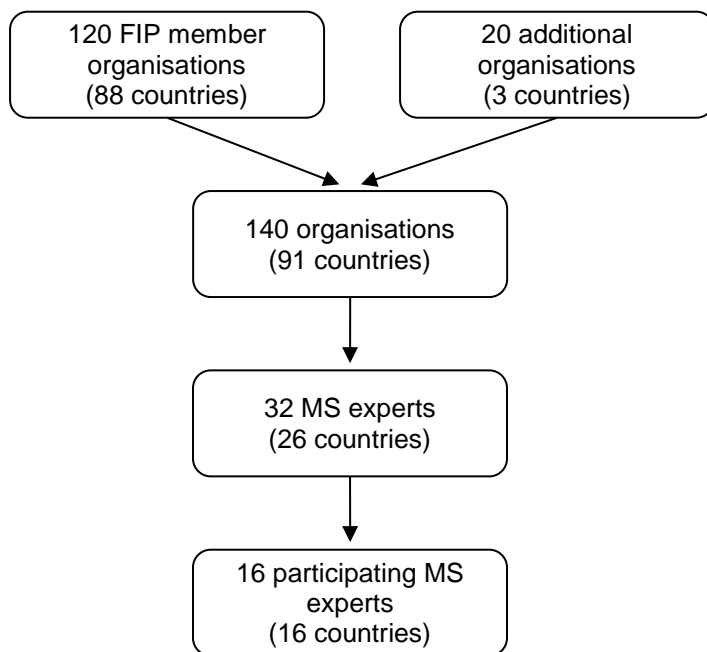 120 FIP member
organisations
(88 countries)
20 additional
organisations
(3 countries)
140 organisations
(91 countries)
32 MS experts
(26 countries)
16 participating MS
experts
(16 countries)